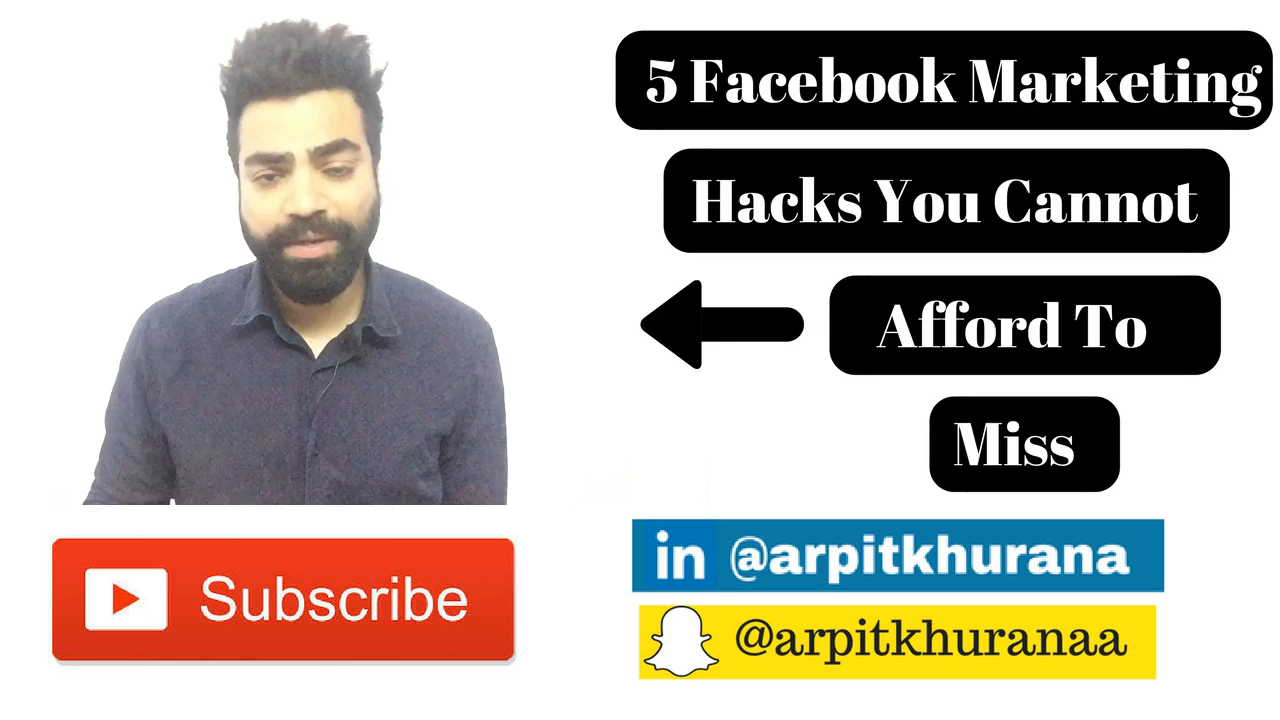 5 Facebook Marketing
Hacks You Cannot
Afford To
Miss
in @arpitkhurana
@arpitkhuranaa
Subscribe